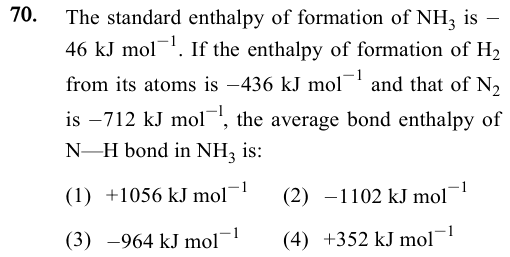 70. The standard enthalpy of formation of NH₃ is –
46 kJ mol⁻¹. If the enthalpy of formation of H₂
from its atoms is −436 kJ mol⁻¹ and that of N₂
is −712 kJ mol⁻ˡ, the average bond enthalpy of
N—H bond in NH₃ is:
(1) +1056 kJ mol⁻¹ (2) −1102 kJ mol⁻¹
(3) −964 kJ mol⁻¹ (4) +352 kJ mol⁻¹